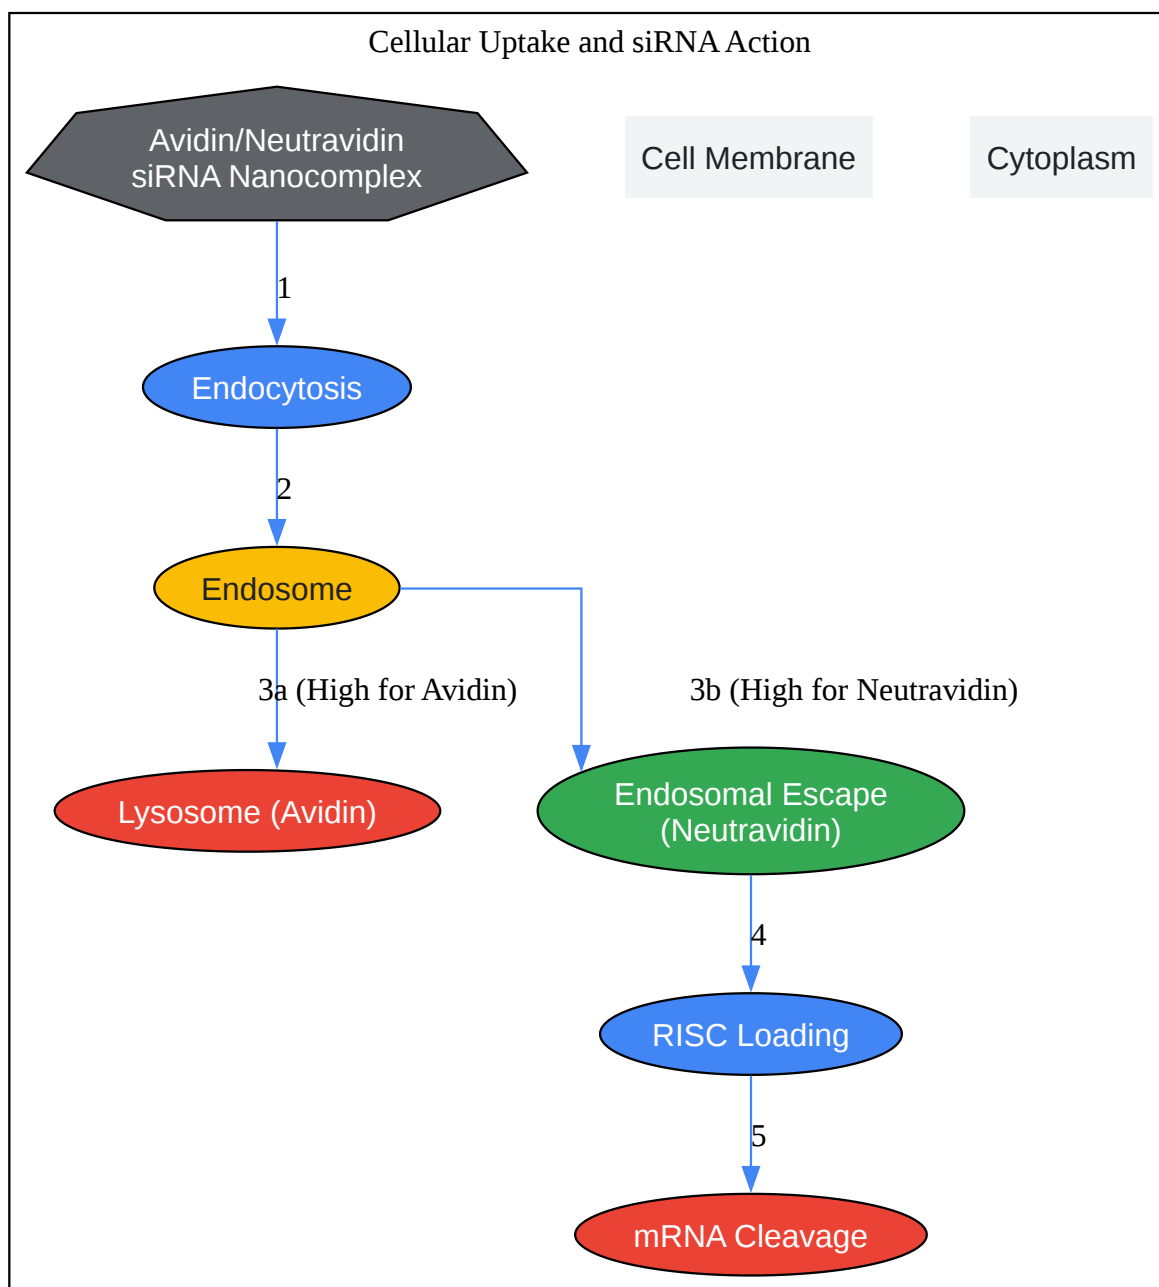 Cellular Uptake and siRNA Action
Avidin/Neutravidin
siRNA Nanocomplex
Cell Membrane
Cytoplasm
1
Endocytosis
2
Endosome
3a (High for Avidin)
3b (High for Neutravidin)
Lysosome (Avidin)
Endosomal Escape
(Neutravidin)
4
RISC Loading
5
mRNA Cleavage